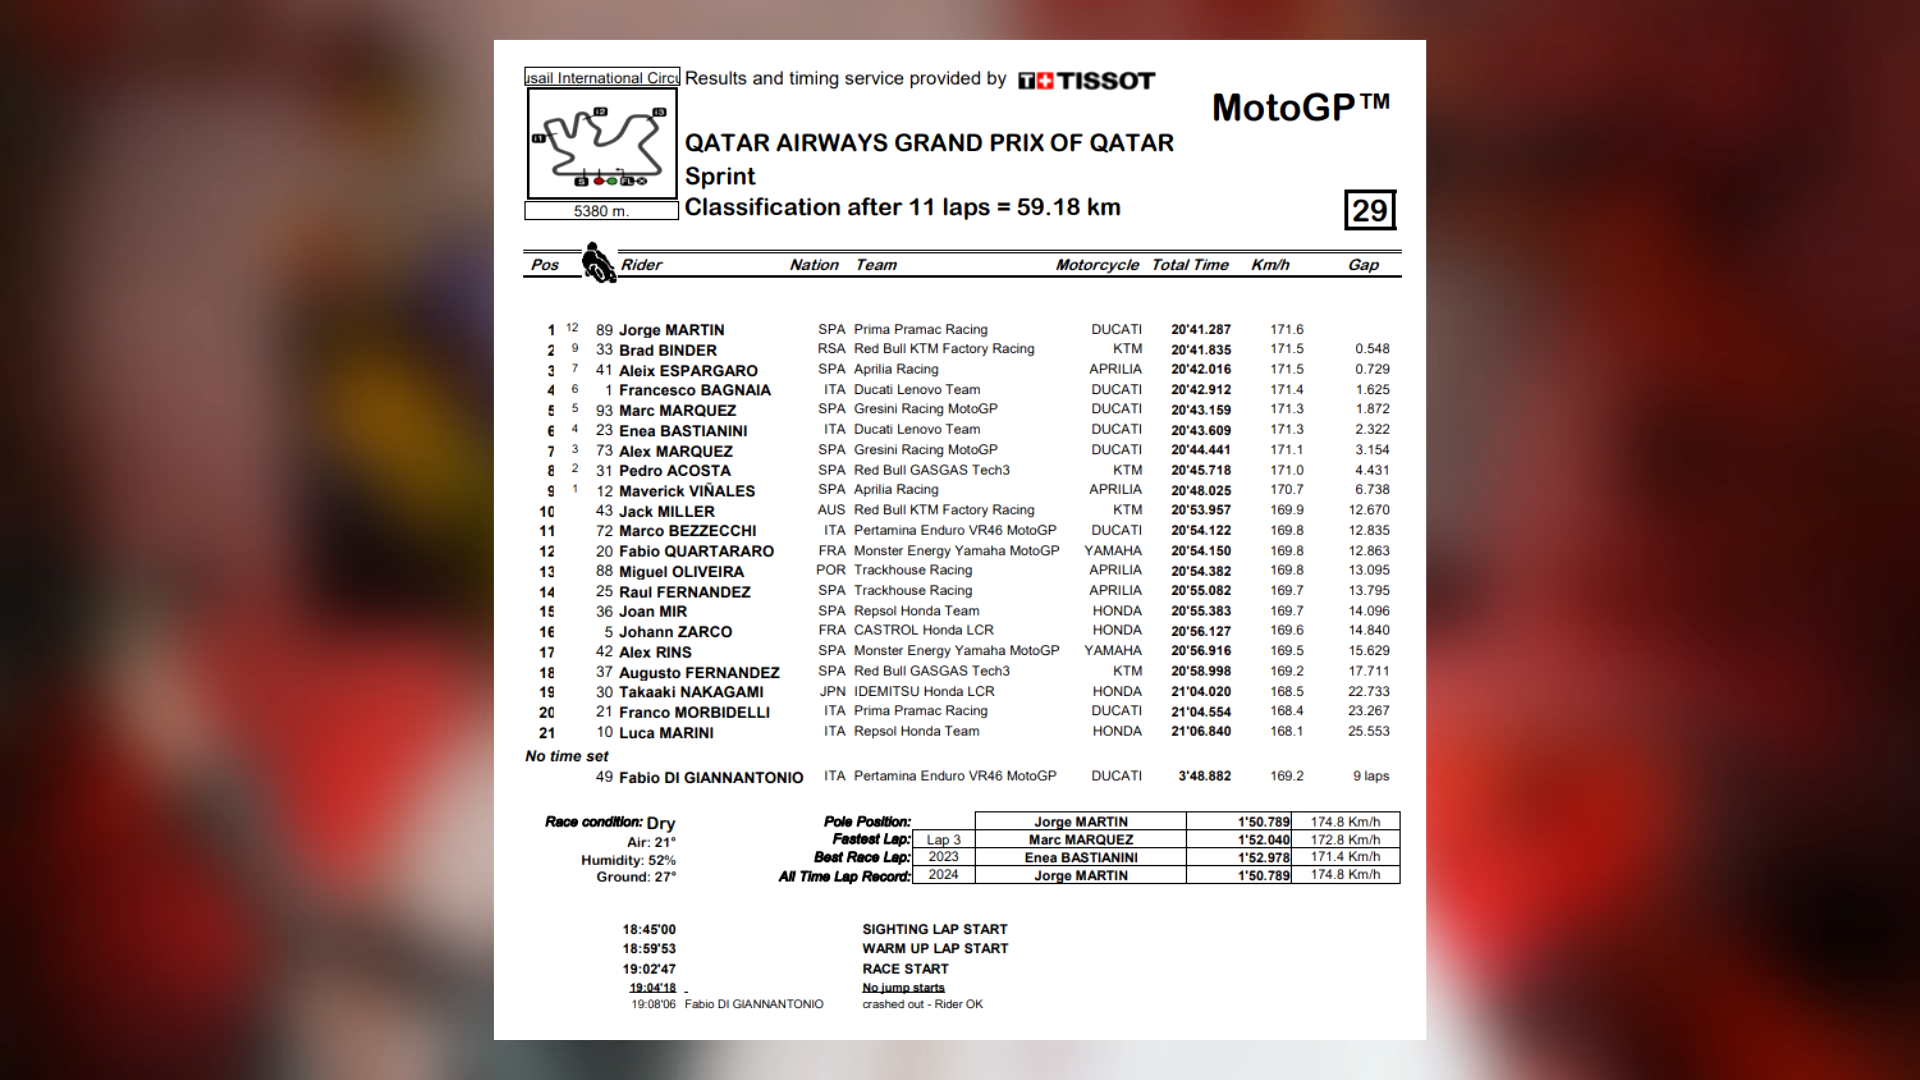 usail International Circu Results and timing service provided by TISSOT
MotoGP™
I1 I2 I3
S FL
QATAR AIRWAYS GRAND PRIX OF QATAR
Sprint
5380 m. Classification after 11 laps = 59.18 km 29
Pos Rider Nation Team Motorcycle Total Time Km/h Gap
1 12 89 Jorge MARTIN SPA Prima Pramac Racing DUCATI 20'41.287 171.6
2 9 33 Brad BINDER RSA Red Bull KTM Factory Racing KTM 20'41.835 171.5 0.548
3 7 41 Aleix ESPARGARO SPA Aprilia Racing APRILIA 20'42.016 171.5 0.729
4 6 1 Francesco BAGNAIA ITA Ducati Lenovo Team DUCATI 20'42.912 171.4 1.625
5 5 93 Marc MARQUEZ SPA Gresini Racing MotoGP DUCATI 20'43.159 171.3 1.872
6 4 23 Enea BASTIANINI ITA Ducati Lenovo Team DUCATI 20'43.609 171.3 2.322
7 3 73 Alex MARQUEZ SPA Gresini Racing MotoGP DUCATI 20'44.441 171.1 3.154
8 2 31 Pedro ACOSTA SPA Red Bull GASGAS Tech3 KTM 20'45.718 171.0 4.431
9 1 12 Maverick VIÑALES SPA Aprilia Racing APRILIA 20'48.025 170.7 6.738
10 43 Jack MILLER AUS Red Bull KTM Factory Racing KTM 20'53.957 169.9 12.670
11 72 Marco BEZZECCHI ITA Pertamina Enduro VR46 MotoGP DUCATI 20'54.122 169.8 12.835
12 20 Fabio QUARTARARO FRA Monster Energy Yamaha MotoGP YAMAHA 20'54.150 169.8 12.863
13 88 Miguel OLIVEIRA POR Trackhouse Racing APRILIA 20'54.382 169.8 13.095
14 25 Raul FERNANDEZ SPA Trackhouse Racing APRILIA 20'55.082 169.7 13.795
15 36 Joan MIR SPA Repsol Honda Team HONDA 20'55.383 169.7 14.096
16 5 Johann ZARCO FRA CASTROL Honda LCR HONDA 20'56.127 169.6 14.840
17 42 Alex RINS SPA Monster Energy Yamaha MotoGP YAMAHA 20'56.916 169.5 15.629
18 37 Augusto FERNANDEZ SPA Red Bull GASGAS Tech3 KTM 20'58.998 169.2 17.711
19 30 Takaaki NAKAGAMI JPN IDEMITSU Honda LCR HONDA 21'04.020 168.5 22.733
20 21 Franco MORBIDELLI ITA Prima Pramac Racing DUCATI 21'04.554 168.4 23.267
21 10 Luca MARINI ITA Repsol Honda Team HONDA 21'06.840 168.1 25.553
No time set
49 Fabio DI GIANNANTONIO ITA Pertamina Enduro VR46 MotoGP DUCATI 3'48.882 169.2 9 laps
Race condition: Dry Pole Position: Jorge MARTIN 1'50.789 174.8 Km/h
Air: 21° Fastest Lap: Lap 3 Marc MARQUEZ 1'52.040 172.8 Km/h
Humidity: 52% Best Race Lap: 2023 Enea BASTIANINI 1'52.978 171.4 Km/h
Ground: 27° All Time Lap Record: 2024 Jorge MARTIN 1'50.789 174.8 Km/h
18:45'00 SIGHTING LAP START
18:59'53 WARM UP LAP START
19:02'47 RACE START
19:04'18 No jump starts
19:08'06 Fabio DI GIANNANTONIO crashed out - Rider OK